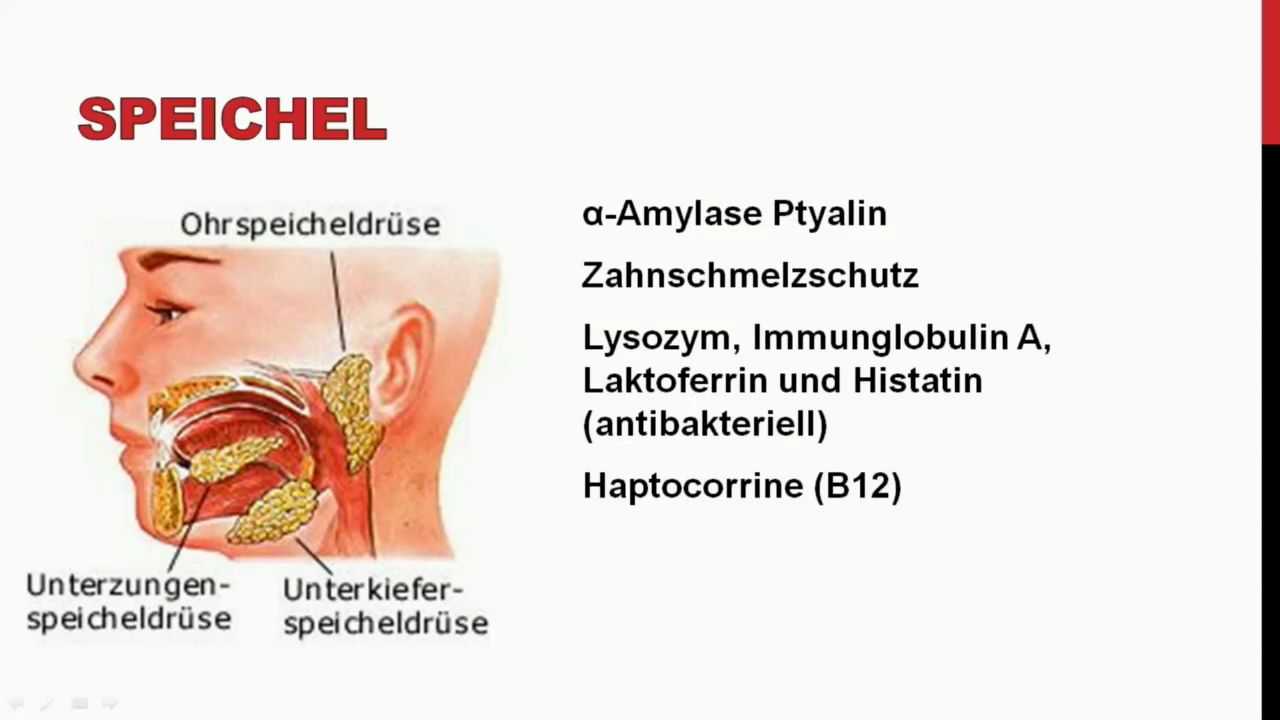 SPEICHEL
Ohrspeicheldrüse
Unterzungen-
speicheldrüse
Unterkiefer-
speicheldrüse
α-Amylase Ptyalin
Zahnschmelzschutz
Lysozym, Immunglobulin A,
Laktoferrin und Histatin
(antibakteriell)
Haptocorrine (B12)